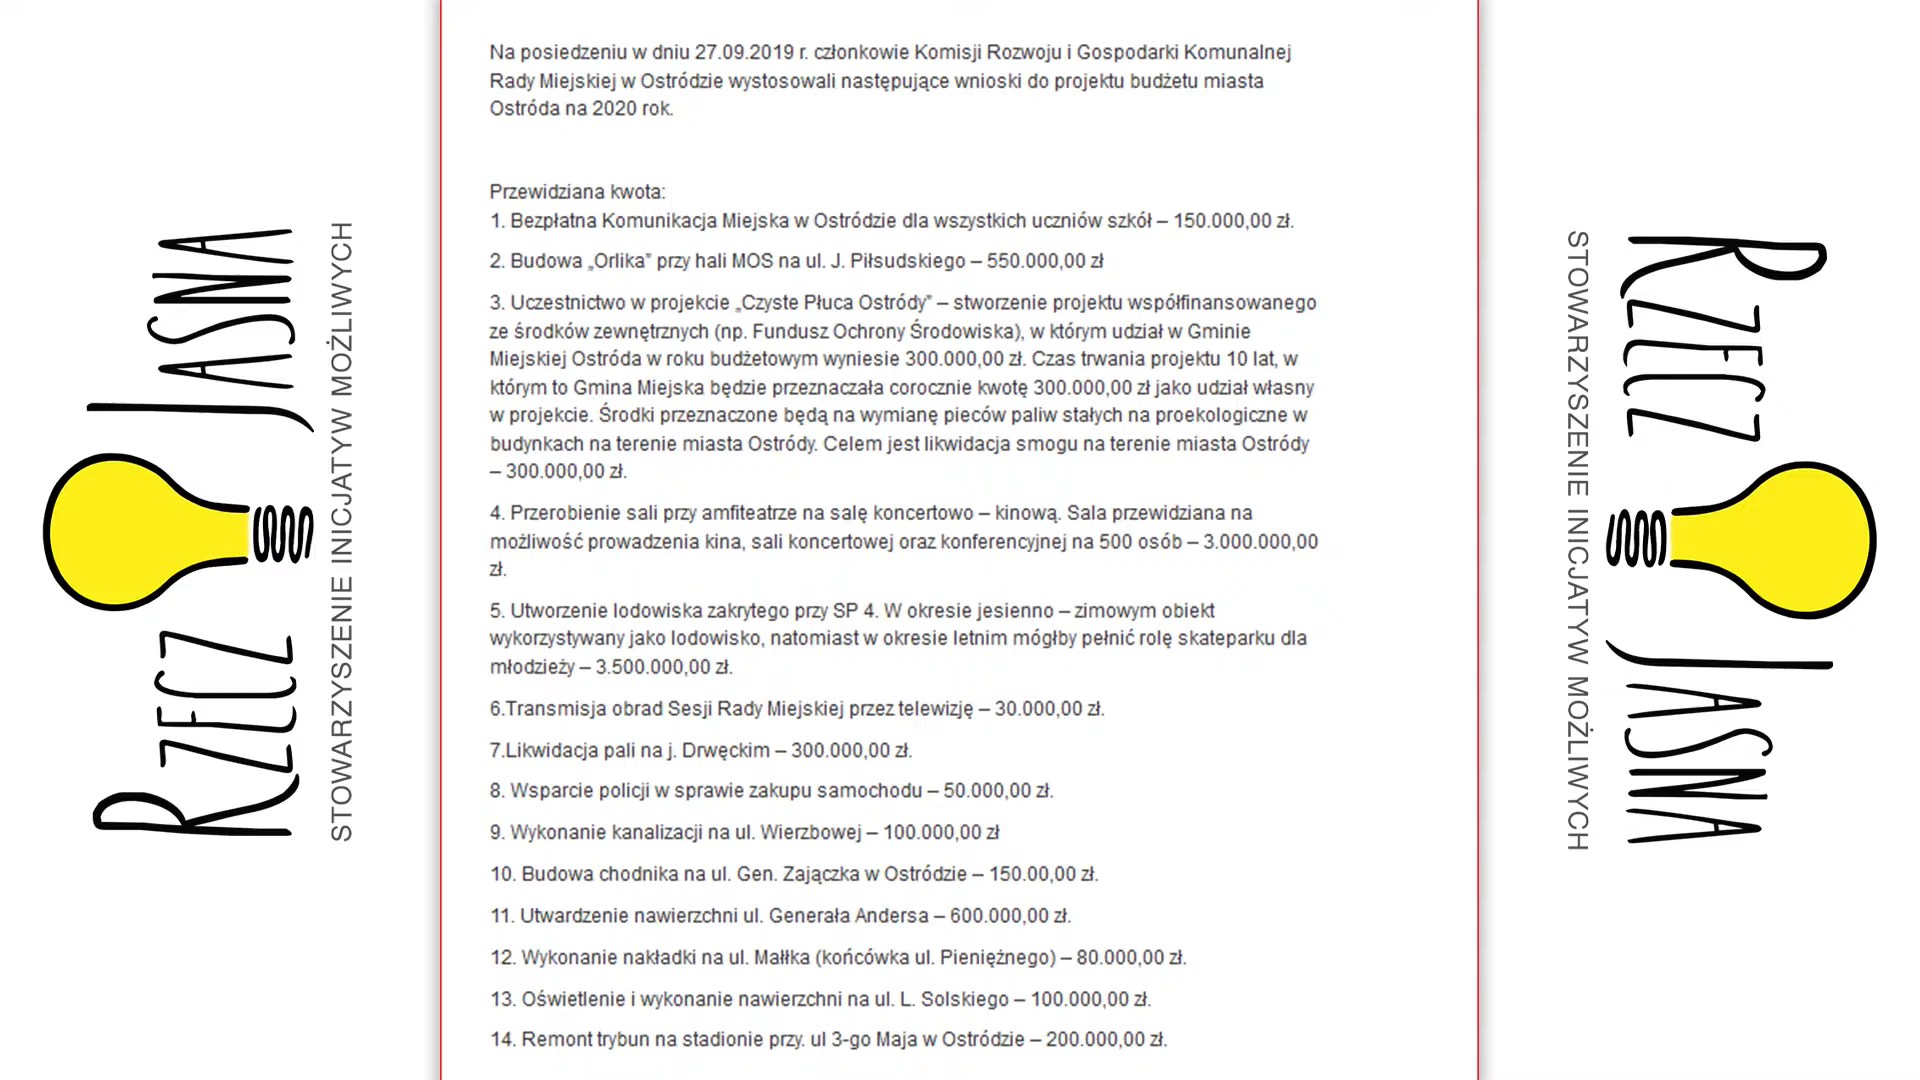 RZECZ JASNA
STOWARZYSZENIE INICJATYW MOŻLIWYCH
Na posiedzeniu w dniu 27.09.2019 r. członkowie Komisji Rozwoju i Gospodarki Komunalnej
Rady Miejskiej w Ostródzie wystosowali następujące wnioski do projektu budżetu miasta
Ostróda na 2020 rok.
Przewidziana kwota:
1. Bezpłatna Komunikacja Miejska w Ostródzie dla wszystkich uczniów szkół – 150.000,00 zł.
2. Budowa „Orlika” przy hali MOS na ul. J. Piłsudskiego – 550.000,00 zł
3. Uczestnictwo w projekcie „Czyste Płuca Ostródy” – stworzenie projektu współfinansowanego
ze środków zewnętrznych (np. Fundusz Ochrony Środowiska), w którym udział w Gminie
Miejskiej Ostróda w roku budżetowym wyniesie 300.000,00 zł. Czas trwania projektu 10 lat, w
którym to Gmina Miejska będzie przeznaczała corocznie kwotę 300.000,00 zł jako udział własny
w projekcie. Środki przeznaczone będą na wymianę pieców paliw stałych na proekologiczne w
budynkach na terenie miasta Ostródy. Celem jest likwidacja smogu na terenie miasta Ostródy
– 300.000,00 zł.
4. Przerobienie sali przy amfiteatrze na salę koncertowo – kinową. Sala przewidziana na
możliwość prowadzenia kina, sali koncertowej oraz konferencyjnej na 500 osób – 3.000.000,00
zł.
5. Utworzenie lodowiska zakrytego przy SP 4. W okresie jesienno – zimowym obiekt
wykorzystywany jako lodowisko, natomiast w okresie letnim mógłby pełnić rolę skateparku dla
młodzieży – 3.500.000,00 zł.
6.Transmisja obrad Sesji Rady Miejskiej przez telewizję – 30.000,00 zł.
7.Likwidacja pali na j. Drwęckim – 300.000,00 zł.
8. Wsparcie policji w sprawie zakupu samochodu – 50.000,00 zł.
9. Wykonanie kanalizacji na ul. Wierzbowej – 100.000,00 zł
10. Budowa chodnika na ul. Gen. Zajączka w Ostródzie – 150.00,00 zł.
11. Utwardzenie nawierzchni ul. Generała Andersa – 600.000,00 zł.
12. Wykonanie nakładki na ul. Małłka (końcówka ul. Pieniężnego) – 80.000,00 zł.
13. Oświetlenie i wykonanie nawierzchni na ul. L. Solskiego – 100.000,00 zł.
14. Remont trybun na stadionie przy. ul 3-go Maja w Ostródzie – 200.000,00 zł.
RZECZ JASNA
STOWARZYSZENIE INICJATYW MOŻLIWYCH